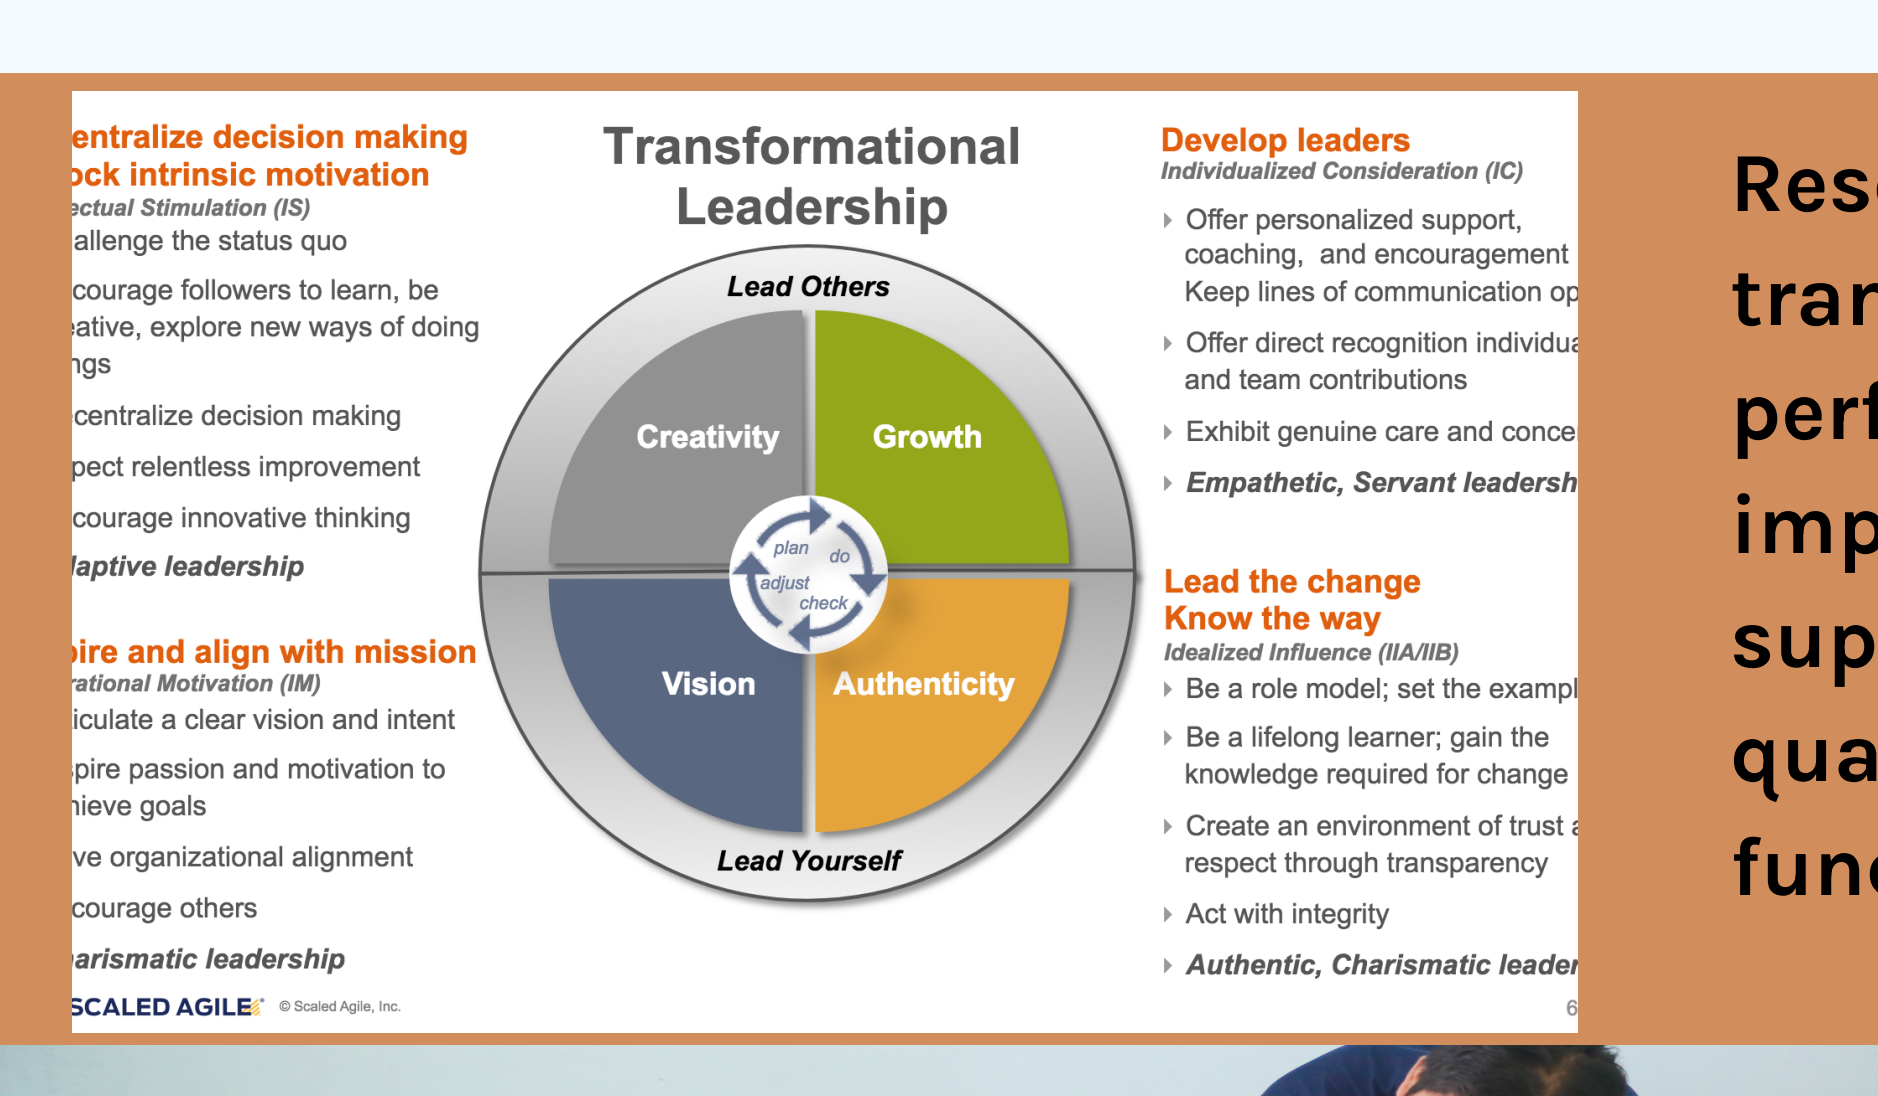 entralize decision making
ock intrinsic motivation
ectual Stimulation (IS)
allenge the status quo
courage followers to learn, be
eative, explore new ways of doing
ngs
centralize decision making
pect relentless improvement
courage innovative thinking
daptive leadership
pire and align with mission
rational Motivation (IM)
iculate a clear vision and intent
spire passion and motivation to
hieve goals
ve organizational alignment
courage others
harismatic leadership
SCALED AGILE® © Scaled Agile, Inc.
Transformational
Leadership
Lead Others
Creativity
Growth
plan
do
adjust
check
Vision
Authenticity
Lead Yourself
Develop leaders
Individualized Consideration (IC)
Offer personalized support,
coaching, and encouragement
Keep lines of communication op
Offer direct recognition individua
and team contributions
Exhibit genuine care and concer
Empathetic, Servant leadersh
Lead the change
Know the way
Idealized Influence (IIA/IIB)
Be a role model; set the exampl
Be a lifelong learner; gain the
knowledge required for change
Create an environment of trust a
respect through transparency
Act with integrity
Authentic, Charismatic leader
6
Res
tran
perf
imp
sup
qua
func